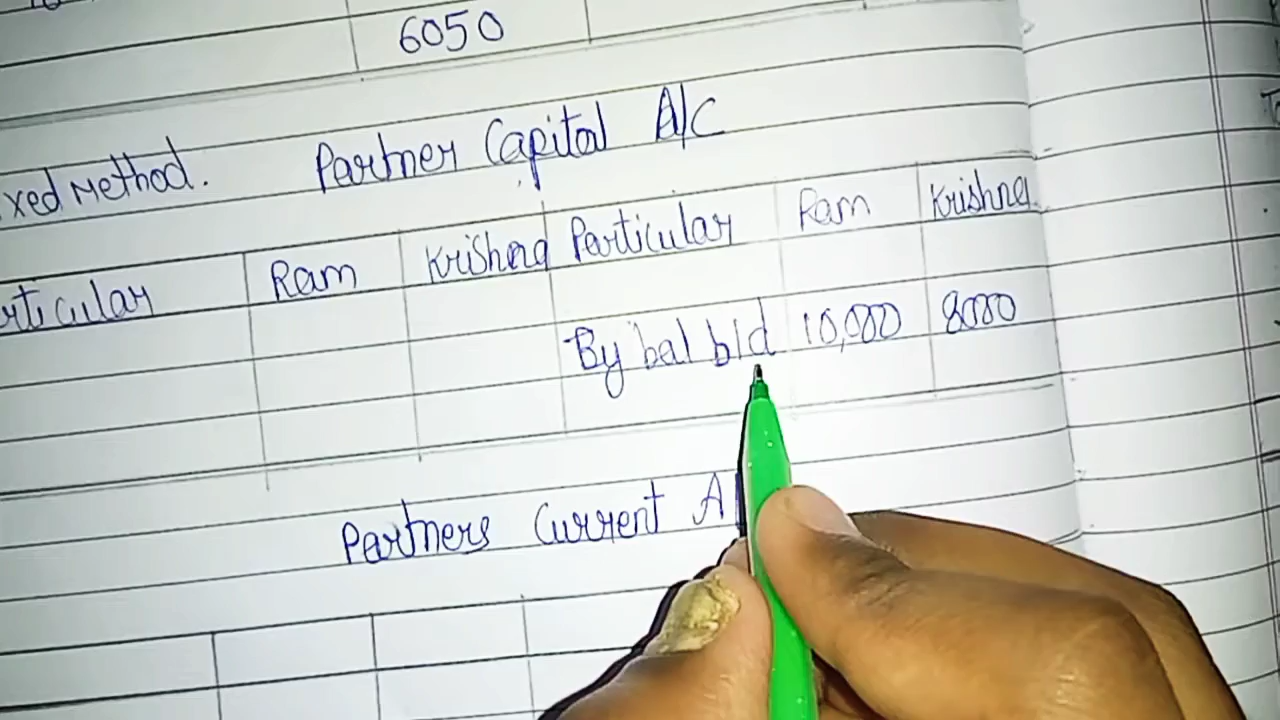 6050
xed Method. Partner Capital A/C
rticular Ram Krishna Particular Ram Krishna
By bal b/d 10,000 8000
Partners Current A